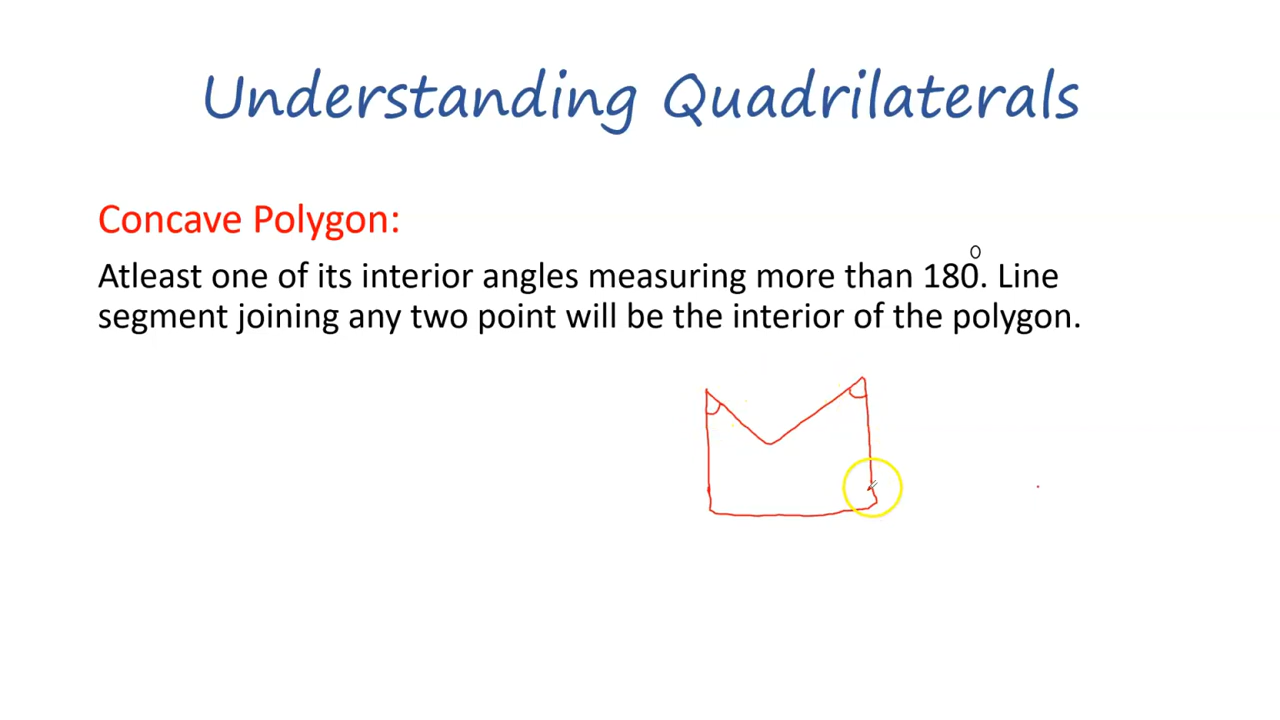 Understanding Quadrilaterals
Concave Polygon:
Atleast one of its interior angles measuring more than 180⁰. Line
segment joining any two point will be the interior of the polygon.